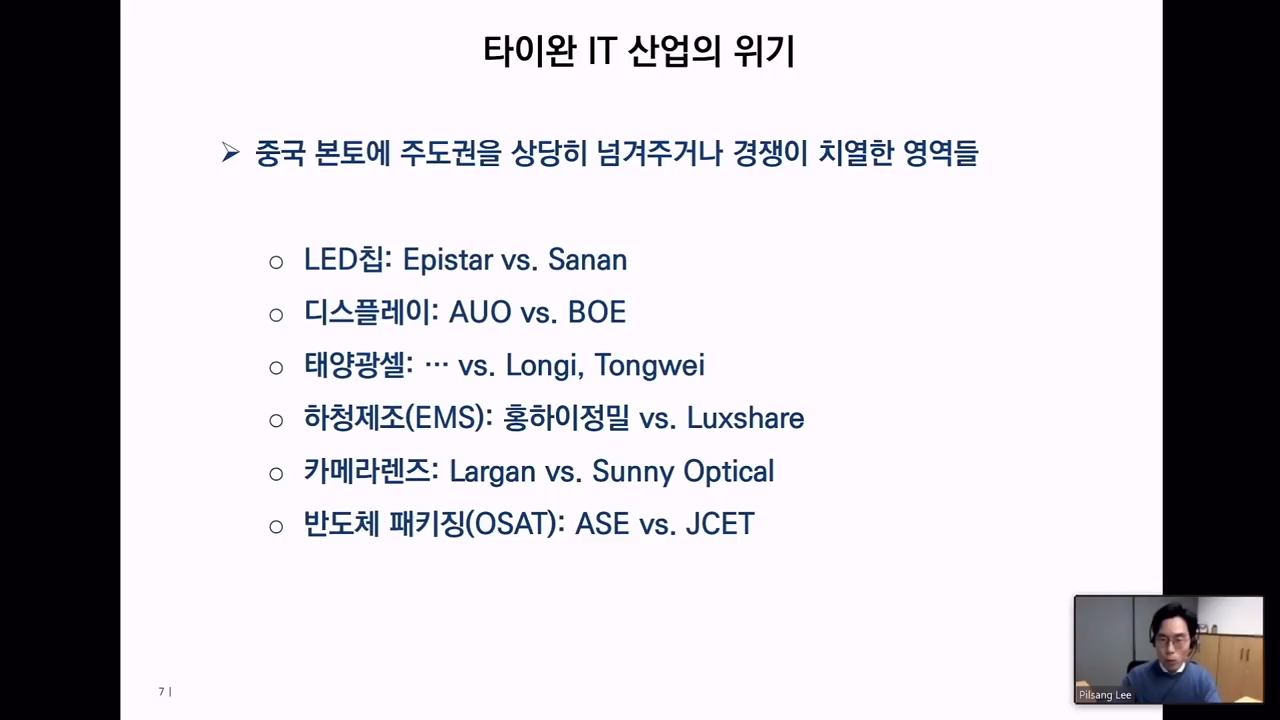 타이완 IT 산업의 위기
➢ 중국 본토에 주도권을 상당히 넘겨주거나 경쟁이 치열한 영역들
○ LED칩: Epistar vs. Sanan
○ 디스플레이: AUO vs. BOE
○ 태양광셀: ··· vs. Longi, Tongwei
○ 하청제조(EMS): 홍하이정밀 vs. Luxshare
○ 카메라렌즈: Largan vs. Sunny Optical
○ 반도체 패키징(OSAT): ASE vs. JCET
7 |
Pilsang Lee